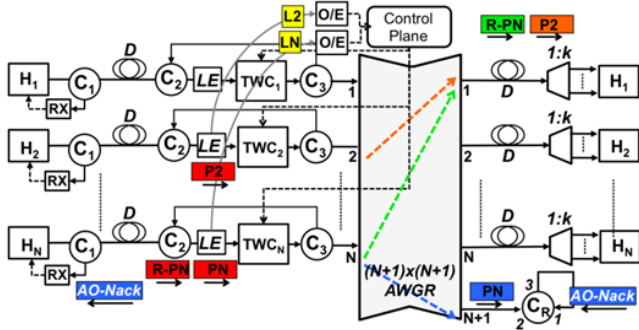 L2
O/E
LN
O/E
Control
Plane
R-PN
P2
H1
C1
D
C2
LE
TWC1
C3
1
1
D
1:k
H1
RX
H2
C1
D
C2
LE
TWC2
C3
2
2
D
1:k
H2
RX
P2
HN
C1
D
C2
LE
TWCN
C3
N
N
D
1:k
HN
RX
(N+1)x(N+1)
AWGR
AO-Nack
R-PN
PN
N+1
PN
3
CR
2
1
AO-Nack